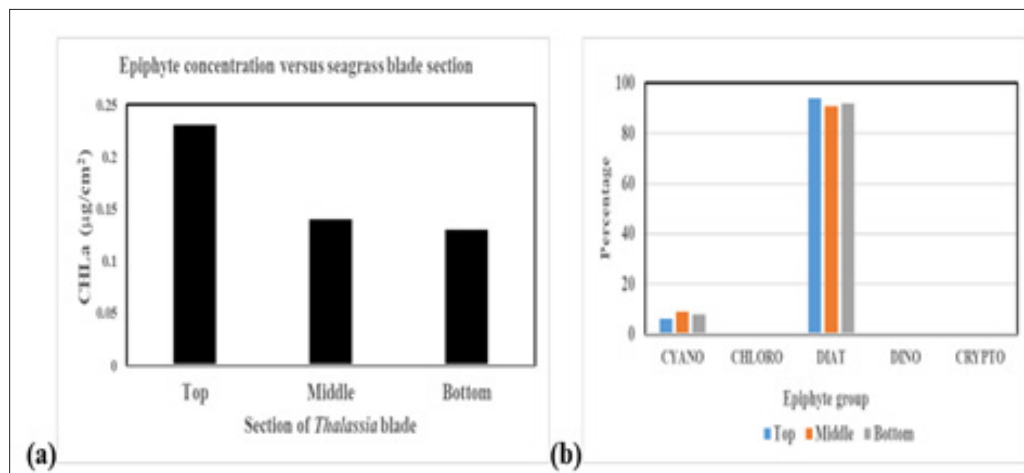 Epiphyte concentration versus seagrass blade section
0.25
0.2
0.15
0.1
0.05
0
CHLa (µg/cm²)
Top Middle Bottom
Section of Thalassia blade
(a)
100
80
60
40
20
0
Percentage
CYANO CHLORO DIAT DINO CRYPTO
Epiphyte group
Top Middle Bottom
(b)